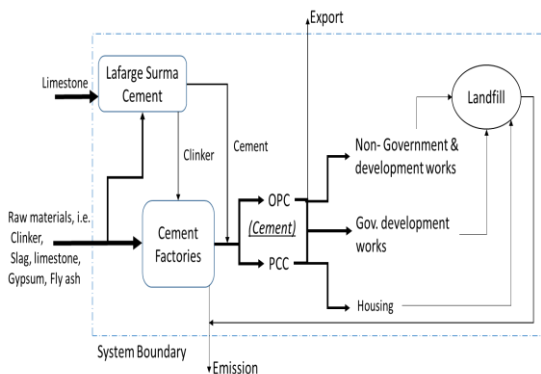 Export
Lafarge Surma
Cement
Limestone
Landfill
Clinker
Cement
Non- Government &
development works
Raw materials, i.e.
Clinker,
Slag, limestone,
Gypsum, Fly ash
Cement
Factories
OPC
(Cement)
PCC
Gov. development
works
Housing
System Boundary
Emission